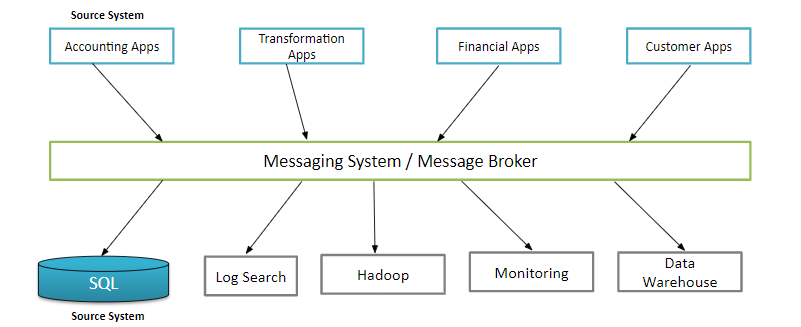 Source System
Accounting Apps
Transformation
Apps
Financial Apps
Customer Apps
Messaging System / Message Broker
SQL
Log Search
Hadoop
Monitoring
Data
Warehouse
Source System